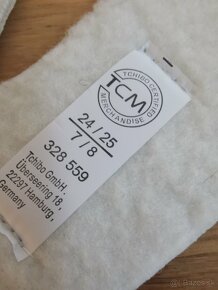 TCHIBO CERTIFIED
TCM
MERCHANDISE
24 / 25
7 / 8
328 559
Tchibo GmbH,
Überseering 18,
22297 Hamburg,
Germany